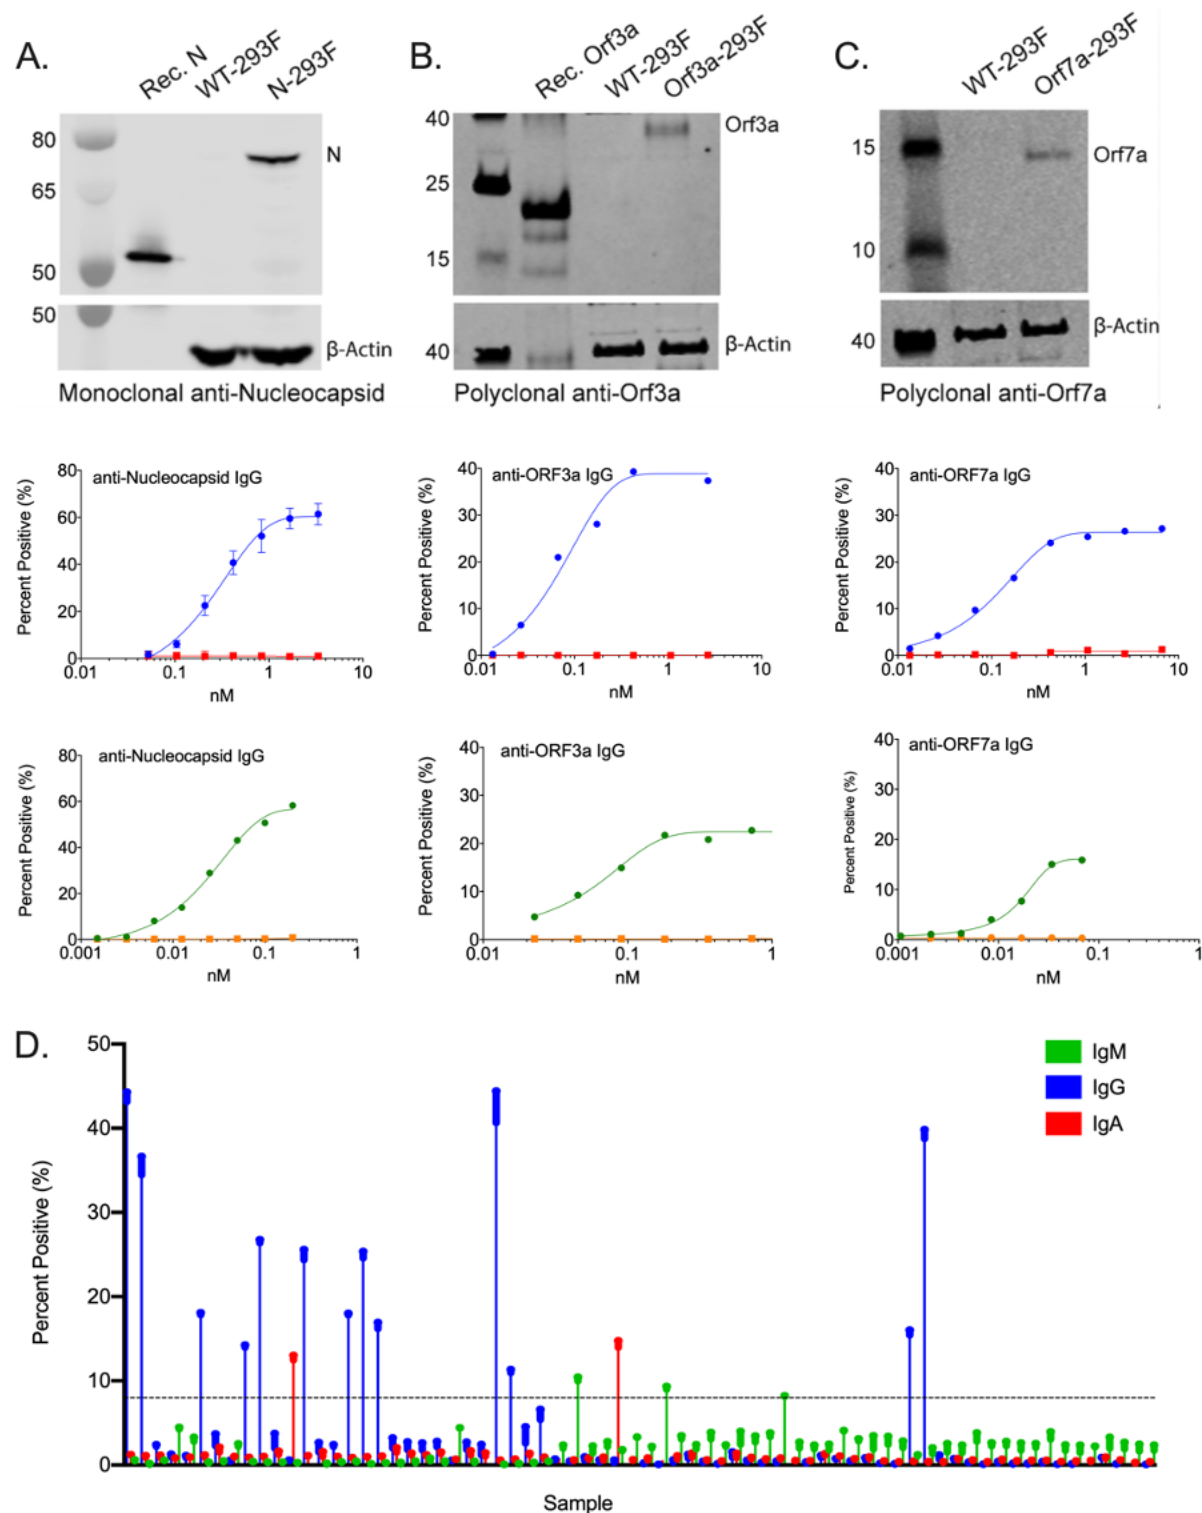 A.
Rec. N
WT-293F
N-293F
80
65
50
N
50
β-Actin
Monoclonal anti-Nucleocapsid
B.
Rec. Orf3a
WT-293F
Orf3a-293F
40
25
15
Orf3a
40
β-Actin
Polyclonal anti-Orf3a
C.
WT-293F
Orf7a-293F
15
10
Orf7a
40
β-Actin
Polyclonal anti-Orf7a
anti-Nucleocapsid IgG
Percent Positive (%)
80
60
40
20
0
0.01 0.1 1 10
nM
anti-ORF3a IgG
Percent Positive (%)
40
30
20
10
0
0.01 0.1 1 10
nM
anti-ORF7a IgG
Percent Positive (%)
40
30
20
10
0
0.01 0.1 1 10
nM
anti-Nucleocapsid IgG
Percent Positive (%)
80
60
40
20
0
0.001 0.01 0.1 1
nM
anti-ORF3a IgG
Percent Positive (%)
40
30
20
10
0
0.01 0.1 1
nM
anti-ORF7a IgG
Percent Positive (%)
40
30
20
10
0
0.001 0.01 0.1 1
nM
D.
Percent Positive (%)
50
40
30
20
10
0
IgM
IgG
IgA
Sample